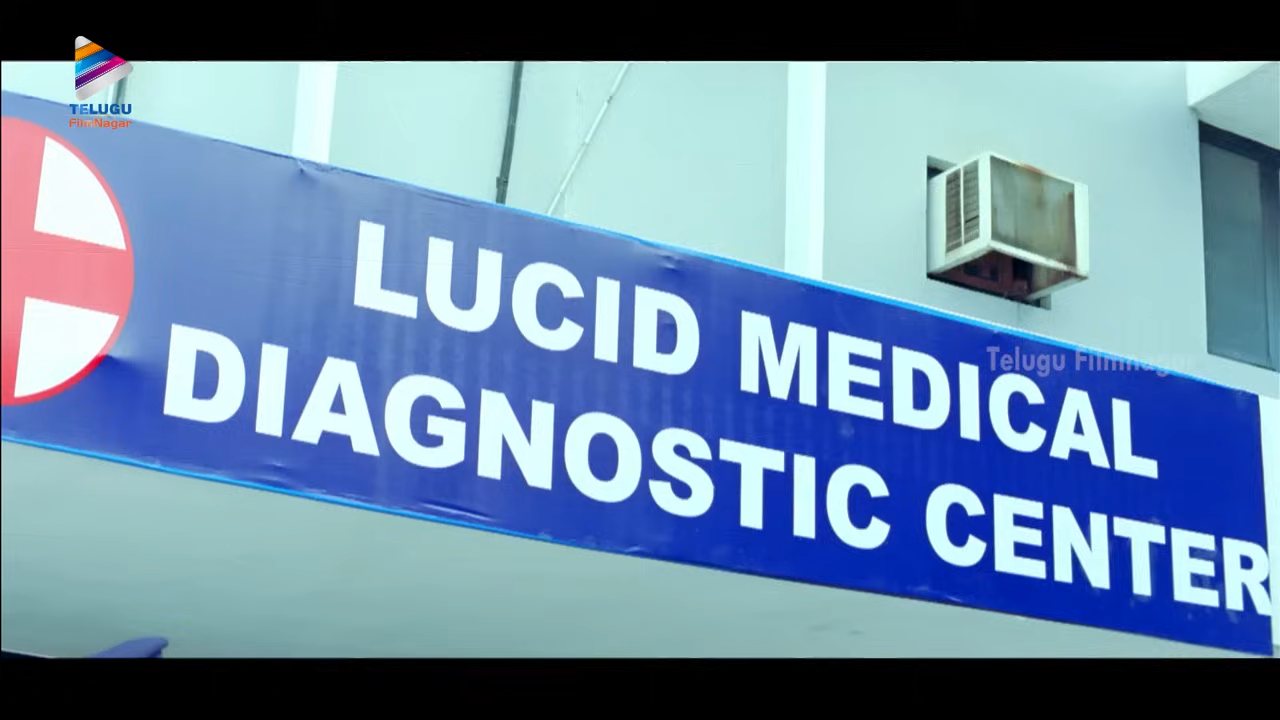 TELUGU
FilmNagar
LUCID MEDICAL
Telugu Filmnagar
DIAGNOSTIC CENTER